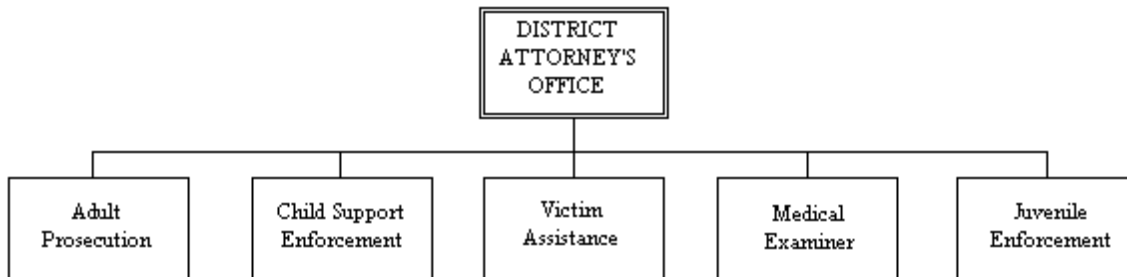 DISTRICT
ATTORNEY'S
OFFICE
Adult
Prosecution
Child Support
Enforcement
Victim
Assistance
Medical
Examiner
Juvenile
Enforcement